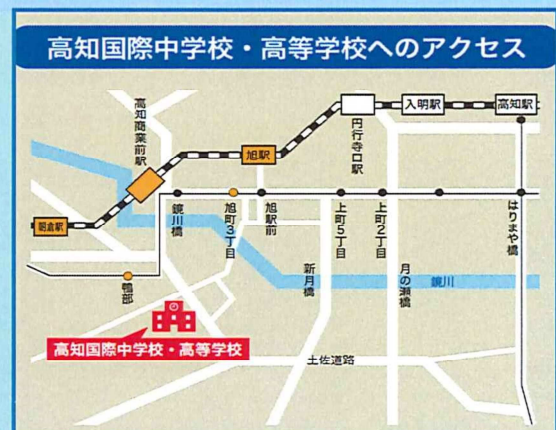 高知国際中学校・高等学校へのアクセス
高知商業前駅
円行寺口駅
入明駅
高知駅
旭駅
朝倉駅
鏡川橋
旭町3丁目
旭駅前
上町5丁目
上町2丁目
はりまや橋
鴨部
新月橋
月の瀬橋
鏡川
高知国際中学校・高等学校
土佐道路